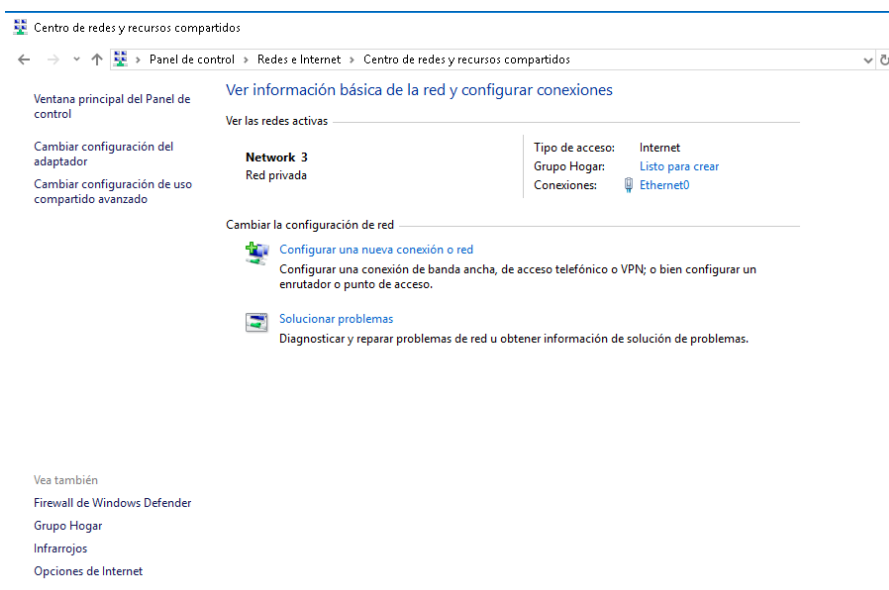 Centro de redes y recursos compartidos
Panel de control > Redes e Internet > Centro de redes y recursos compartidos
Ventana principal del Panel de
control
Cambiar configuración del
adaptador
Cambiar configuración de uso
compartido avanzado
Ver información básica de la red y configurar conexiones
Ver las redes activas
Network 3
Red privada
Tipo de acceso: Internet
Grupo Hogar: Listo para crear
Conexiones: Ethernet0
Cambiar la configuración de red
Configurar una nueva conexión o red
Configurar una conexión de banda ancha, de acceso telefónico o VPN; o bien configurar un
enrutador o punto de acceso.
Solucionar problemas
Diagnosticar y reparar problemas de red u obtener información de solución de problemas.
Vea también
Firewall de Windows Defender
Grupo Hogar
Infrarrojos
Opciones de Internet